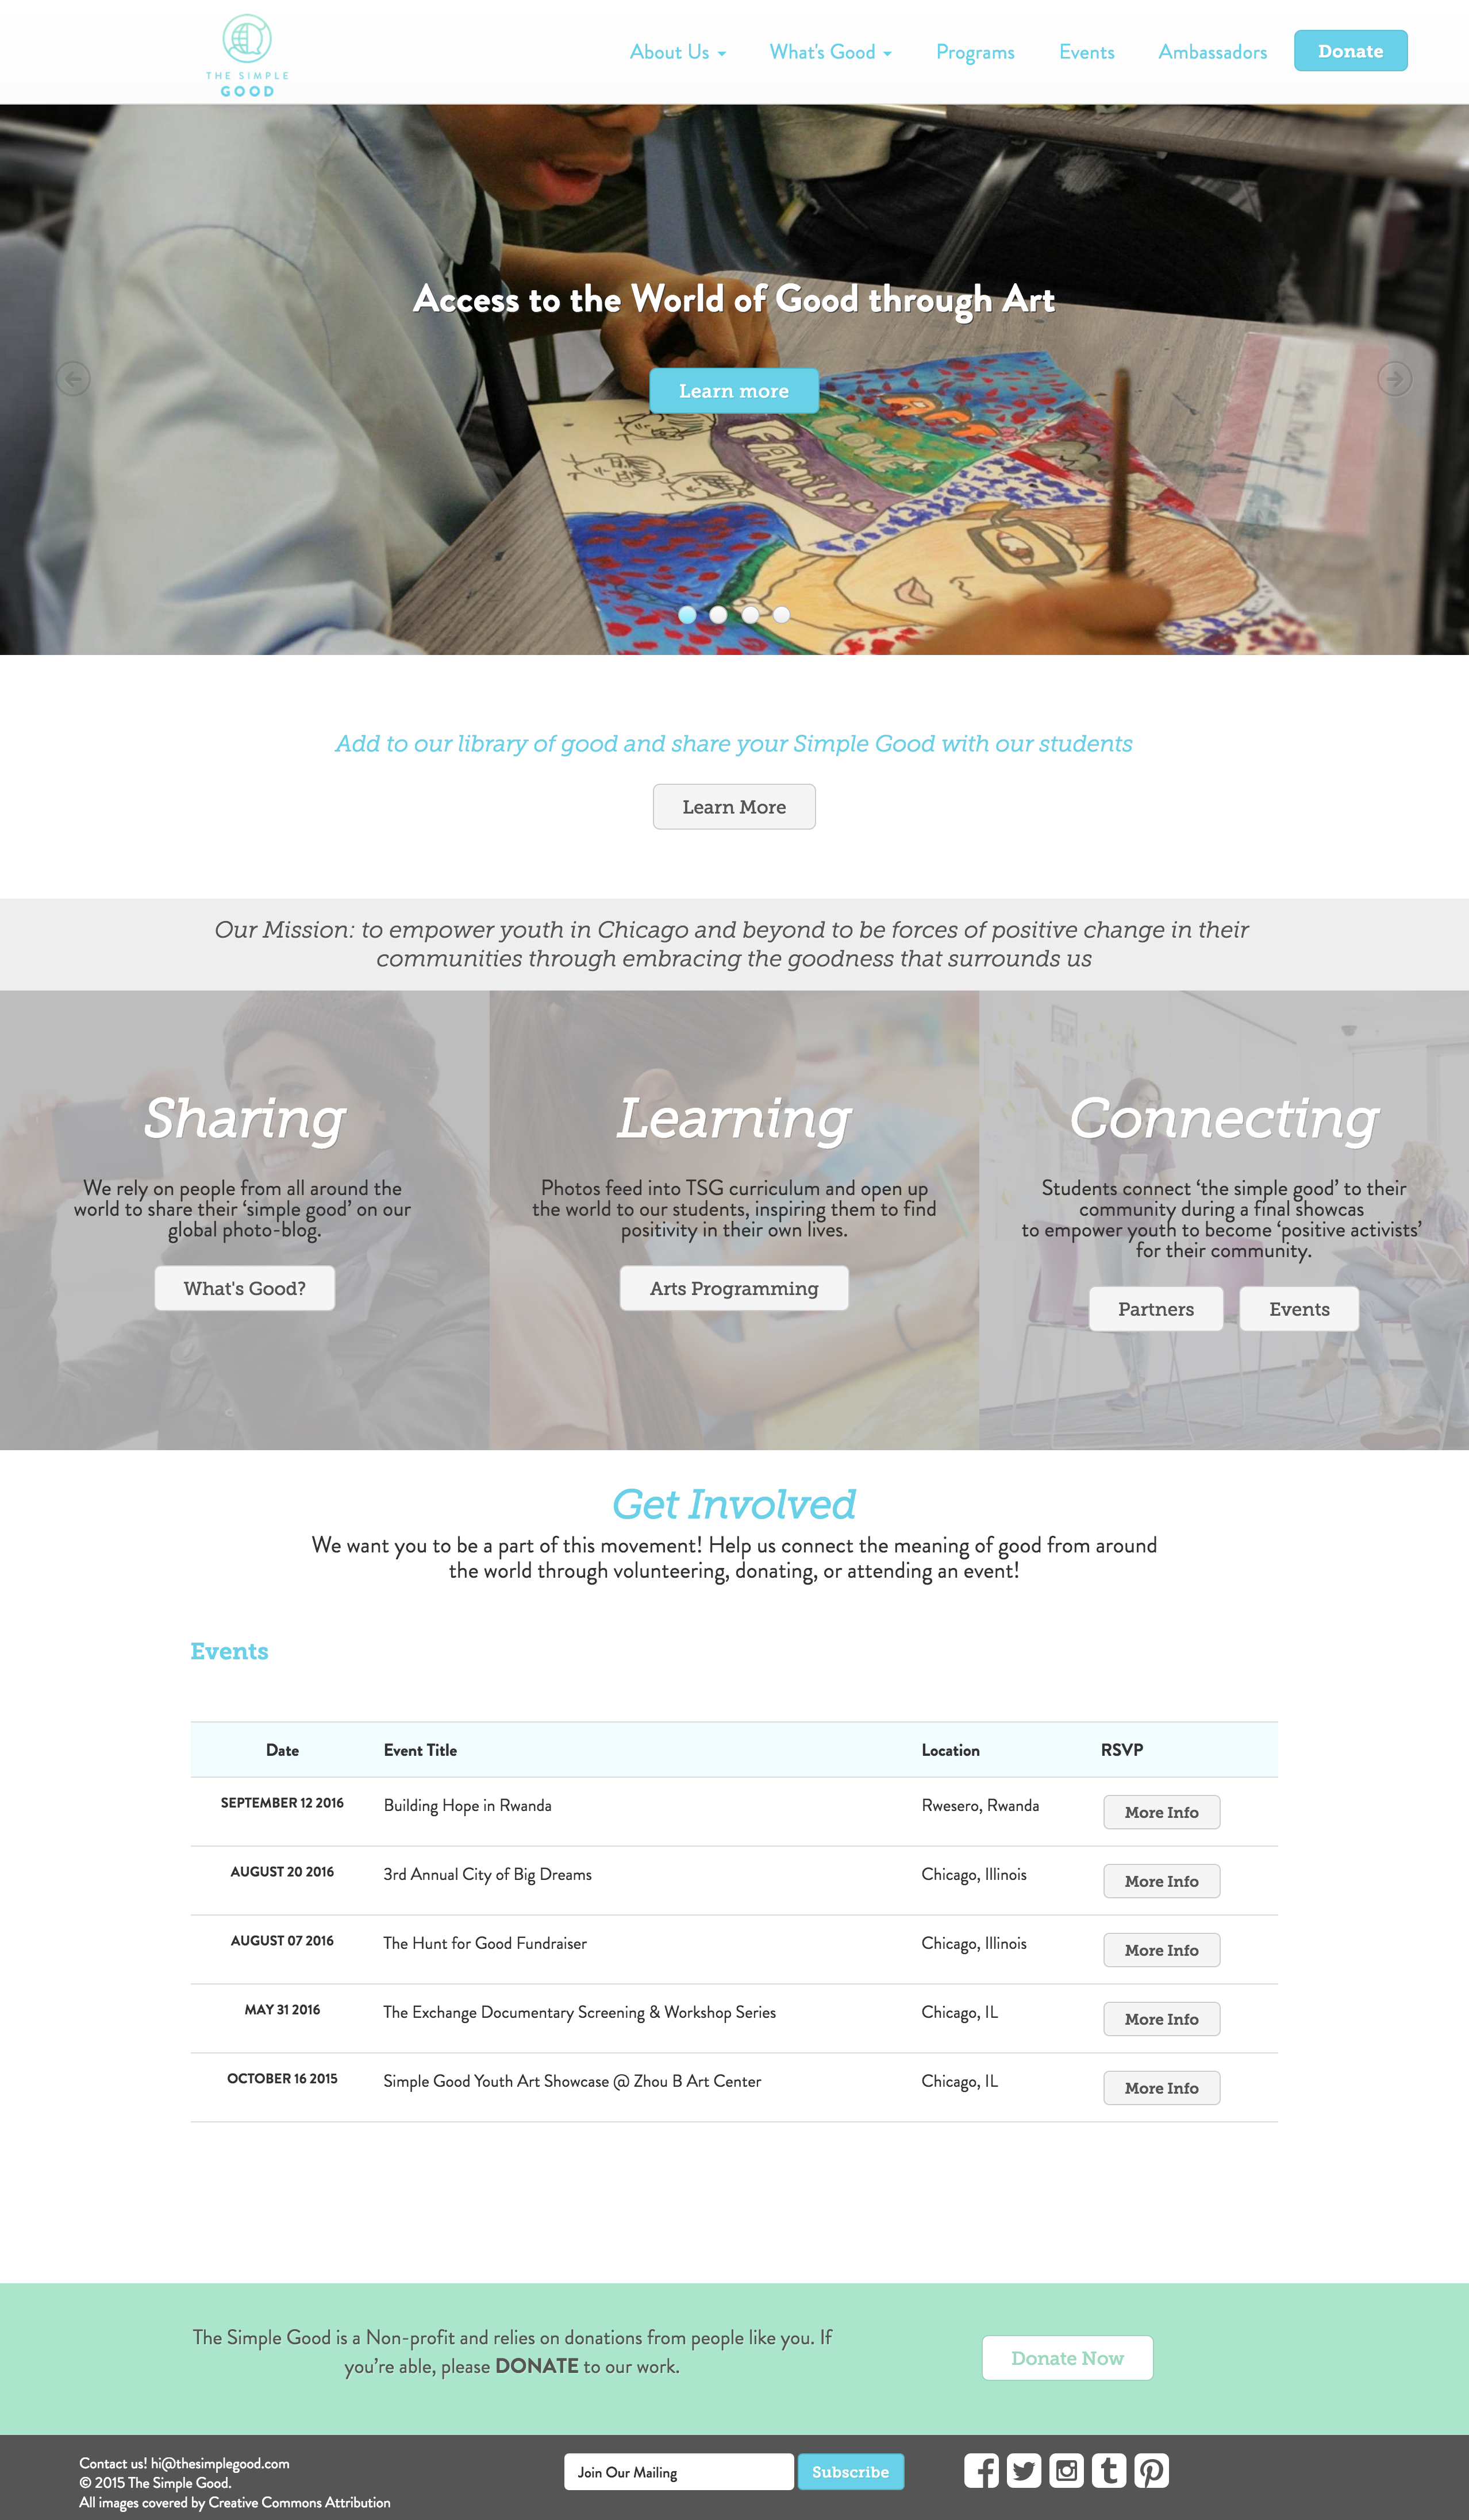 THE SIMPLE
GOOD
About Us
What's Good
Programs
Events
Ambassadors
Donate
Access to the World of Good through Art
Learn more
FAMILY
LOVE
Add to our library of good and share your Simple Good with our students
Learn More
Our Mission: to empower youth in Chicago and beyond to be forces of positive change in their
communities through embracing the goodness that surrounds us
Sharing
We rely on people from all around the
world to share their ‘simple good’ on our
global photo-blog.
What's Good?
Learning
Photos feed into TSG curriculum and open up
the world to our students, inspiring them to find
positivity in their own lives.
Arts Programming
Connecting
Students connect ‘the simple good’ to their
community during a final showcas
to empower youth to become ‘positive activists’
for their community.
Partners
Events
Get Involved
We want you to be a part of this movement! Help us connect the meaning of good from around
the world through volunteering, donating, or attending an event!
Events
Date Event Title Location RSVP
SEPTEMBER 12 2016 Building Hope in Rwanda Rwesero, Rwanda More Info
AUGUST 20 2016 3rd Annual City of Big Dreams Chicago, Illinois More Info
AUGUST 07 2016 The Hunt for Good Fundraiser Chicago, Illinois More Info
MAY 31 2016 The Exchange Documentary Screening & Workshop Series Chicago, IL More Info
OCTOBER 16 2015 Simple Good Youth Art Showcase @ Zhou B Art Center Chicago, IL More Info
The Simple Good is a Non-profit and relies on donations from people like you. If
you’re able, please DONATE to our work.
Donate Now
Contact us! hi@thesimplegood.com
© 2015 The Simple Good.
All images covered by Creative Commons Attribution
Join Our Mailing
Subscribe